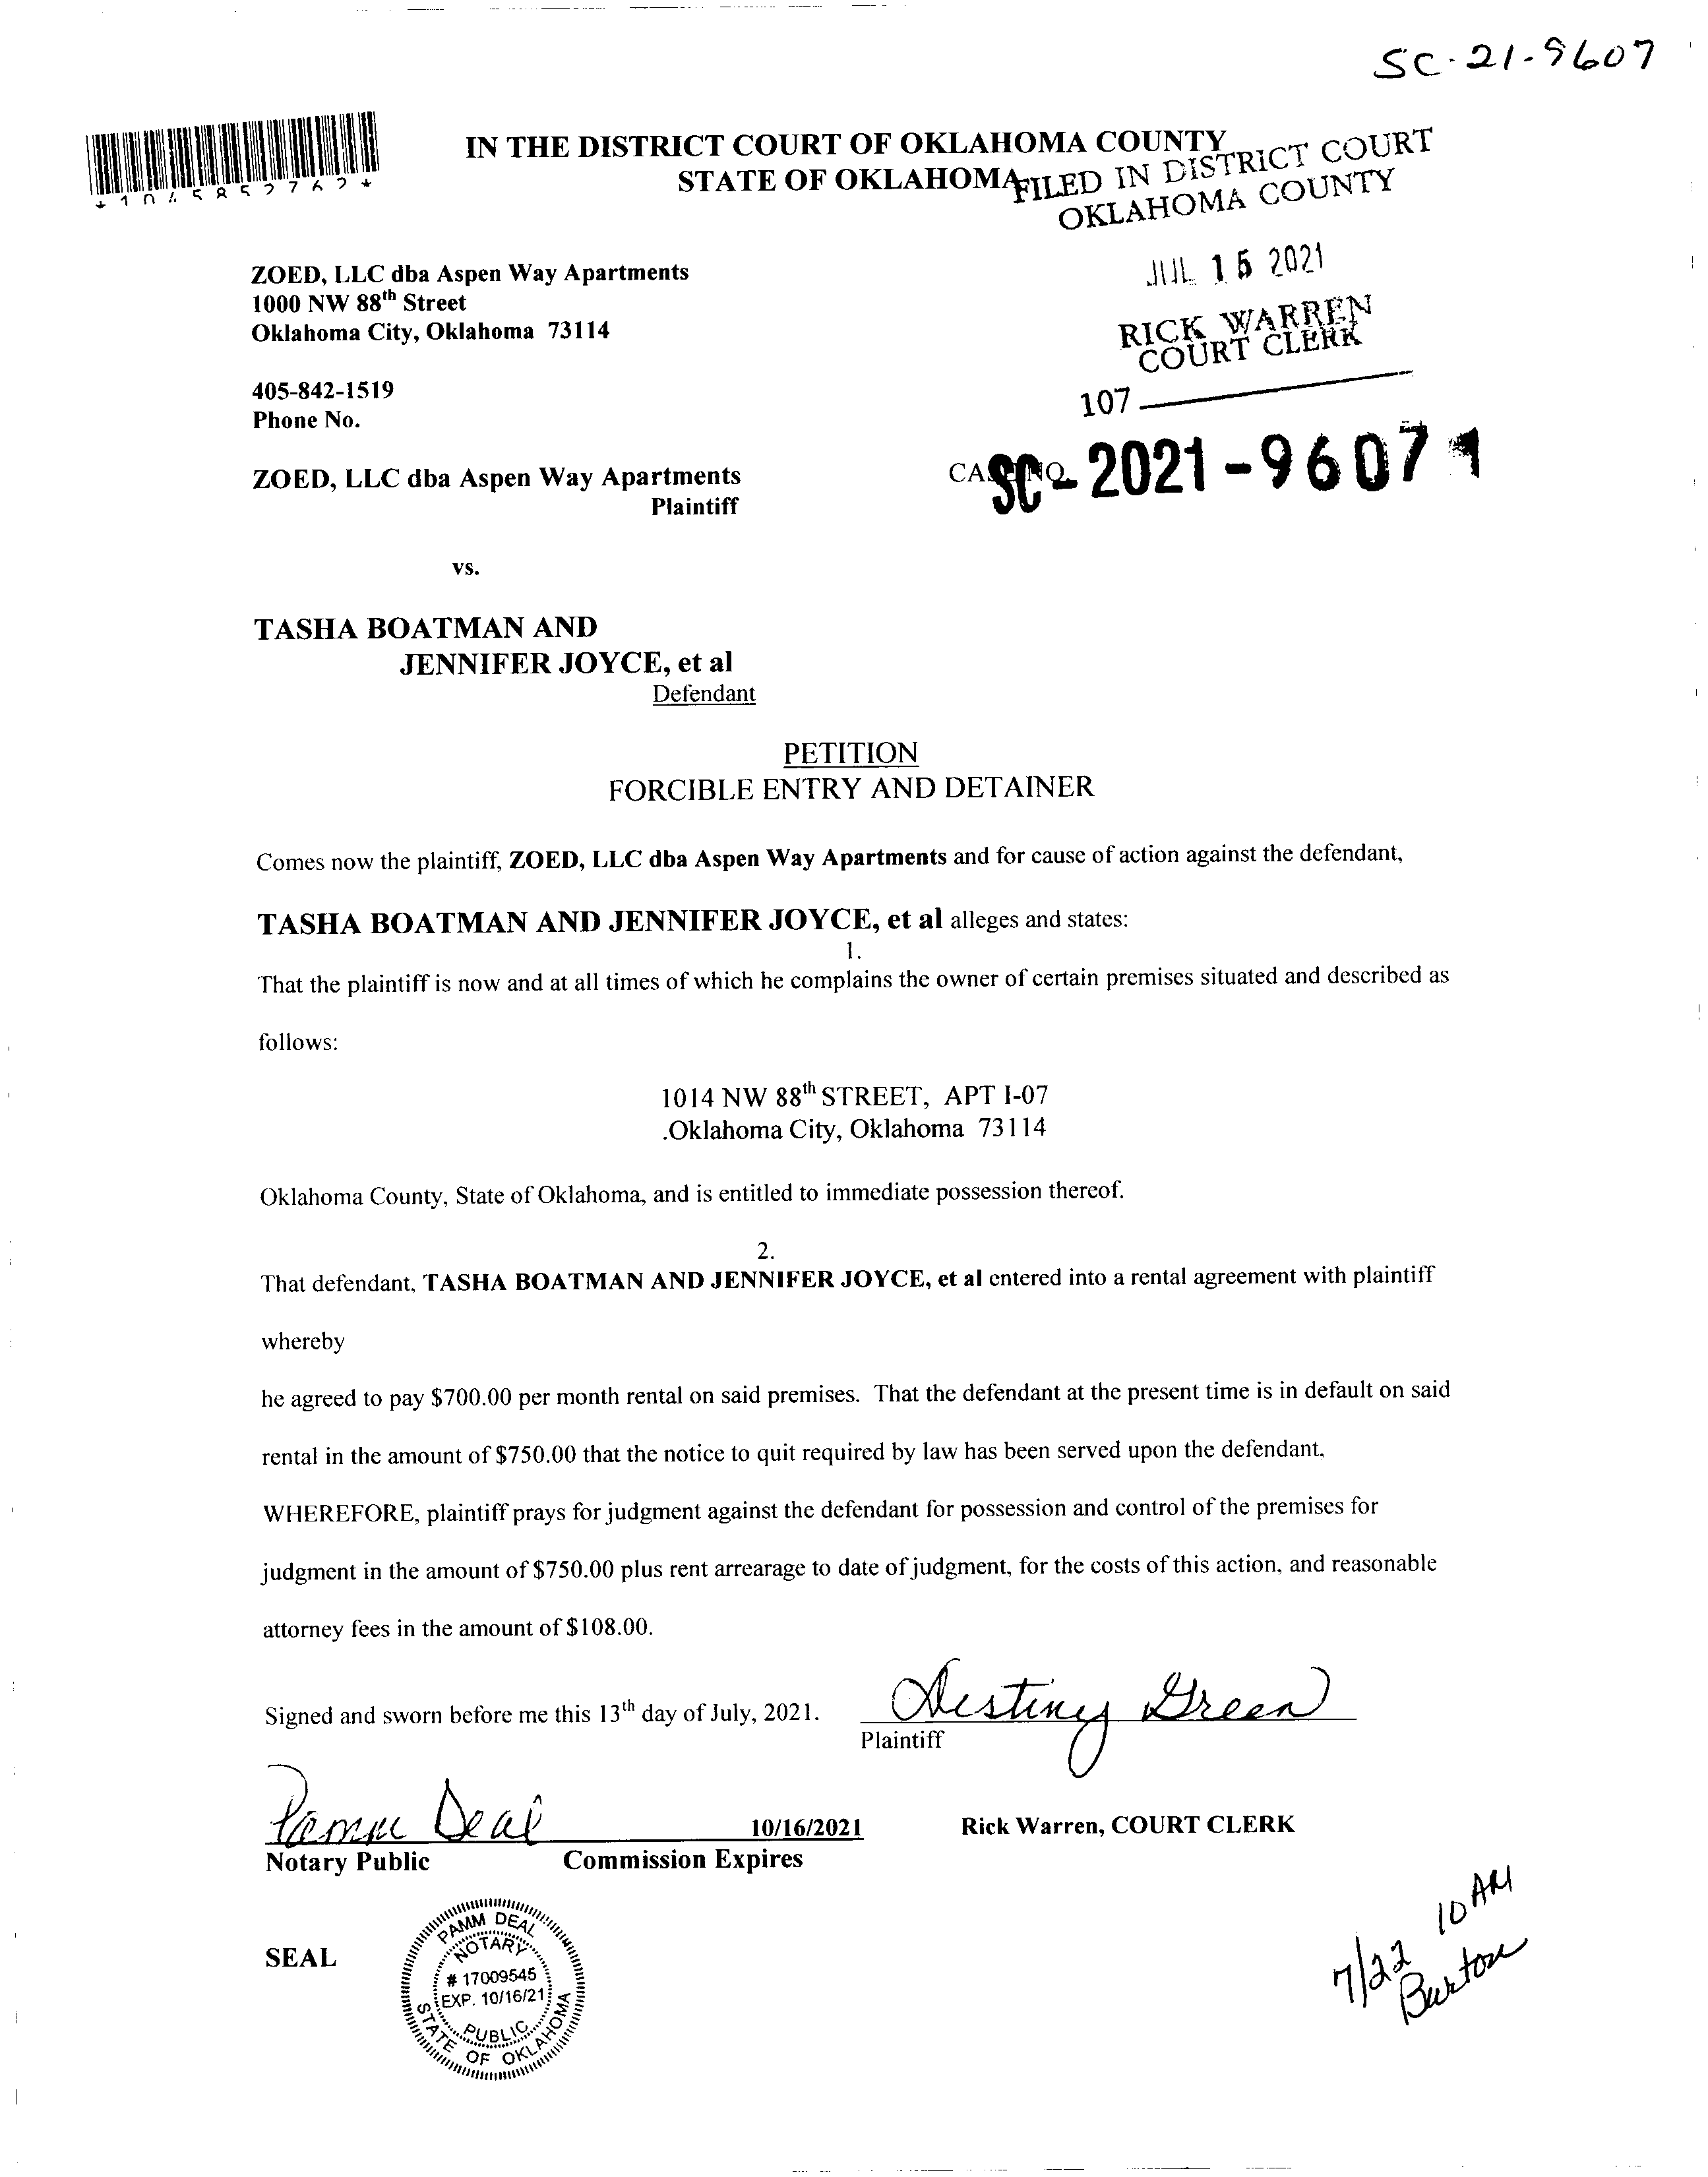 SC-21-9607
IN THE DISTRICT COURT OF OKLAHOMA COUNTY
STATE OF OKLAHOMA
FILED IN DISTRICT COURT
OKLAHOMA COUNTY
JUL 15 2021
RICK WARREN
COURT CLERK
107
ZOED, LLC dba Aspen Way Apartments
1000 NW 88th Street
Oklahoma City, Oklahoma 73114
405-842-1519
Phone No.
ZOED, LLC dba Aspen Way Apartments
Plaintiff
SC-2021-9607
vs.
TASHA BOATMAN AND
JENNIFER JOYCE, et al
Defendant
PETITION
FORCIBLE ENTRY AND DETAINER
Comes now the plaintiff, ZOED, LLC dba Aspen Way Apartments and for cause of action against the defendant,
TASHA BOATMAN AND JENNIFER JOYCE, et al alleges and states:
1.
That the plaintiff is now and at all times of which he complains the owner of certain premises situated and described as
follows:
1014 NW 88th STREET, APT I-07
.Oklahoma City, Oklahoma 73114
Oklahoma County, State of Oklahoma, and is entitled to immediate possession thereof.
2.
That defendant, TASHA BOATMAN AND JENNIFER JOYCE, et al entered into a rental agreement with plaintiff
whereby
he agreed to pay $700.00 per month rental on said premises. That the defendant at the present time is in default on said
rental in the amount of $750.00 that the notice to quit required by law has been served upon the defendant.
WHEREFORE, plaintiff prays for judgment against the defendant for possession and control of the premises for
judgment in the amount of $750.00 plus rent arrearage to date of judgment, for the costs of this action, and reasonable
attorney fees in the amount of $108.00.
Signed and sworn before me this 13th day of July, 2021.
Destiny Green
Plaintiff
Pamm Deal
10/16/2021
Rick Warren, COURT CLERK
Notary Public
Commission Expires
SEAL
PAMM DEAL
NOTARY
# 17009545
EXP. 10/16/21
PUBLIC
STATE OF OKLAHOMA
7/22 10 AM
Burton